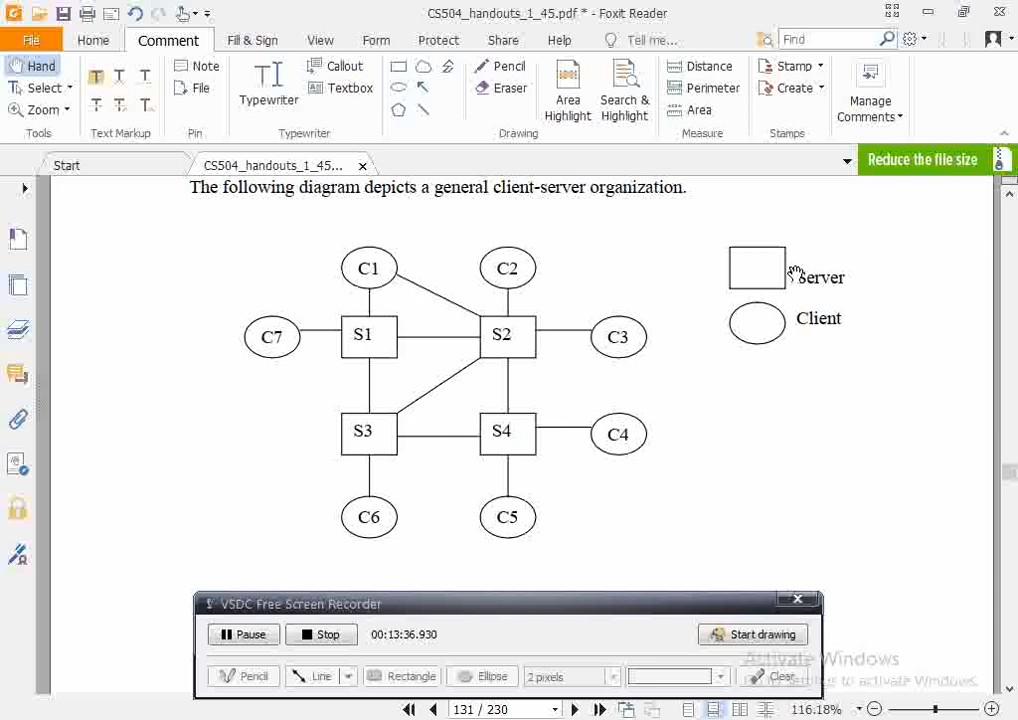 CS504_handouts_1_45.pdf * - Foxit Reader
File Home Comment Fill & Sign View Form Protect Share Help Tell me... Find
Hand
Select
Zoom
Tools
T T T
T T T
Text Markup
Note
File
Pin
Typewriter
Callout
Textbox
Typewriter
Pencil
Eraser
Area Highlight
Search & Highlight
Drawing
Distance
Perimeter
Area
Measure
Stamp
Create
Stamps
Manage Comments
Start
CS504_handouts_1_45...
Reduce the file size
The following diagram depicts a general client-server organization.
C1 C2
Server
Client
C7 S1 S2 C3
S3 S4 C4
C6 C5
VSDC Free Screen Recorder
Pause Stop 00:13:36.930 Start drawing
Pencil Line Rectangle Ellipse 2 pixels Clear
Activate Windows
to activate Windows.
131 / 230
116.18%